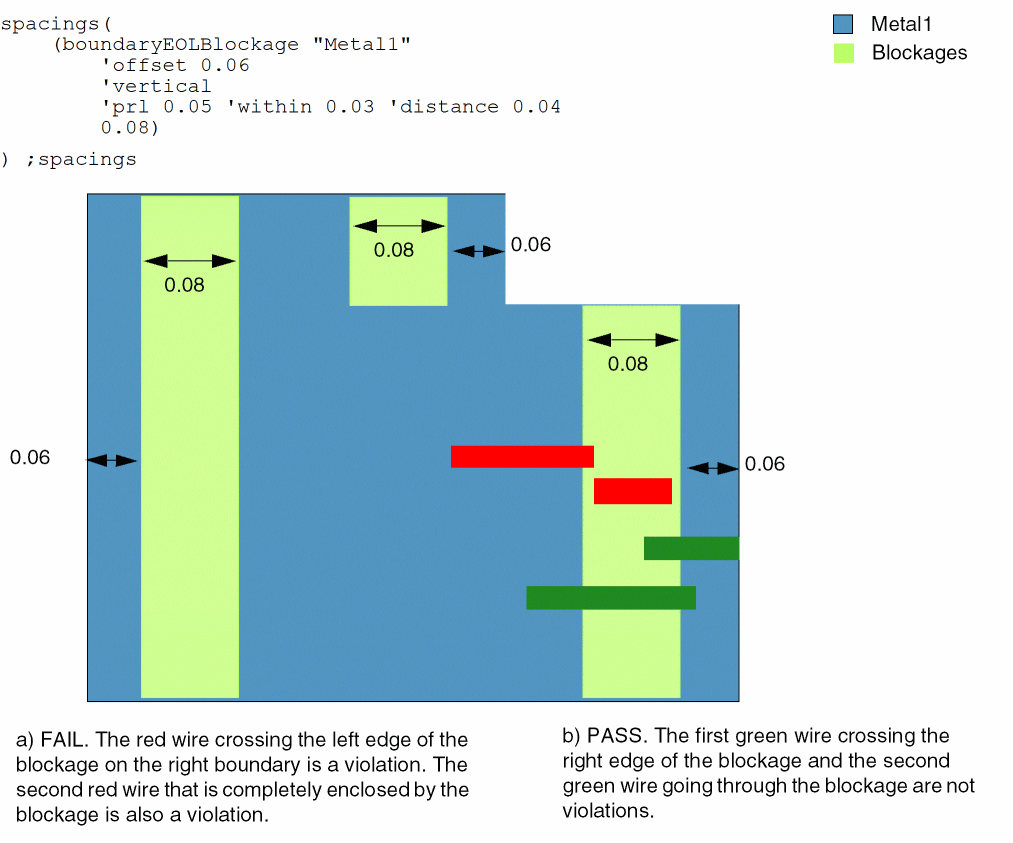 spacings(
(boundaryEOLBlockage "Metal1"
'offset 0.06
'vertical
'prl 0.05 'within 0.03 'distance 0.04
0.08)
) ;spacings
Metal1
Blockages
0.08
0.08
0.06
0.08
0.06
0.06
a) FAIL. The red wire crossing the left edge of the
blockage on the right boundary is a violation. The
second red wire that is completely enclosed by the
blockage is also a violation.
b) PASS. The first green wire crossing the
right edge of the blockage and the second
green wire going through the blockage are not
violations.